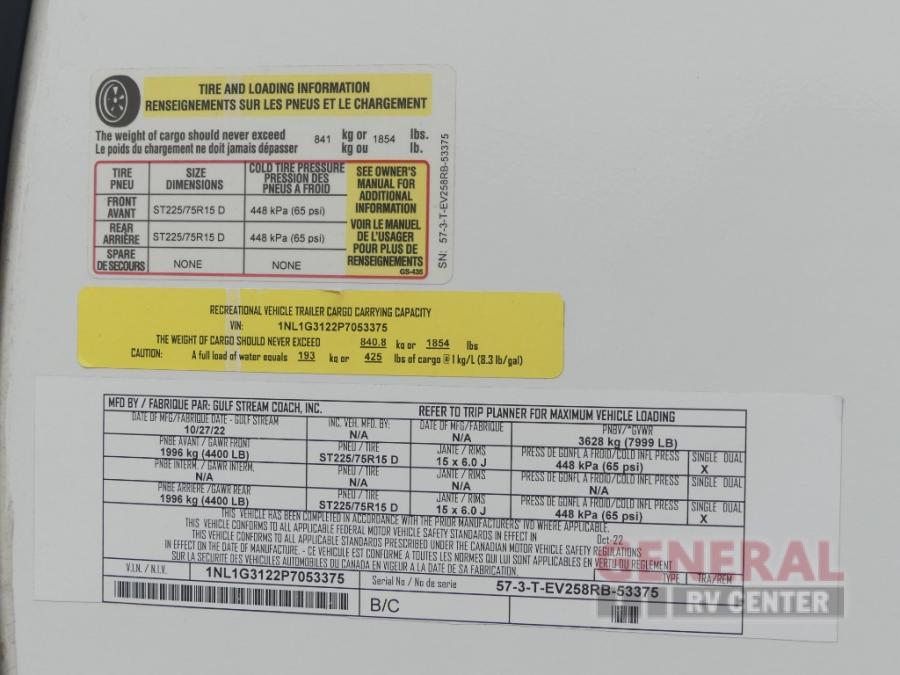 TIRE AND LOADING INFORMATION
RENSEIGNEMENTS SUR LES PNEUS ET LE CHARGEMENT
The weight of cargo should never exceed 841 kg or 1854 lbs.
Le poids du chargement ne doit jamais dépasser kg ou lb.
TIRE PNEU
SIZE DIMENSIONS
COLD TIRE PRESSURE
PRESSION DES
PNEUS A FROID
FRONT AVANT ST225/75R15 D 448 kPa (65 psi)
REAR ARRIÈRE ST225/75R15 D 448 kPa (65 psi)
SPARE DE SECOURS NONE NONE
SEE OWNER'S
MANUAL FOR
ADDITIONAL
INFORMATION
VOIR LE MANUEL
DE L'USAGER
POUR PLUS DE
RENSEIGNEMENTS
GS-435
SN: 57-3-T-EV258RB-53375
RECREATIONAL VEHICLE TRAILER CARGO CARRYING CAPACITY
VIN: 1NL1G3122P7053375
THE WEIGHT OF CARGO SHOULD NEVER EXCEED 840.8 kg or 1854 lbs
CAUTION: A full load of water equals 193 kg or 425 lbs of cargo @ 1 kg/L (8.3 lb/gal)
MFD BY / FABRIQUE PAR: GULF STREAM COACH, INC. REFER TO TRIP PLANNER FOR MAXIMUM VEHICLE LOADING
DATE OF MFG/FABRIQUE DATE - GULF STREAM INC. VEH. MFD. BY: DATE OF MFG/FABRIQUE PNBV/*GVWR
10/27/22 N/A N/A 3628 kg (7999 LB)
PNBE AVANT / GAWR FRONT PNEU / TIRE JANTE / RIMS PRESS DE GONFL A FROID/COLD INFL PRESS SINGLE DUAL
1996 kg (4400 LB) ST225/75R15 D 15 x 6.0 J 448 kPa (65 psi) X
PNBE INTERM. / GAWR INTERM. PNEU / TIRE JANTE / RIMS PRESS DE GONFL A FROID/COLD INFL PRESS SINGLE DUAL
N/A N/A N/A
PNBE ARRIERE /GAWR REAR PNEU / TIRE JANTE / RIMS PRESS DE GONFL A FROID/COLD INFL PRESS SINGLE DUAL
1996 kg (4400 LB) ST225/75R15 D 15 x 6.0 J 448 kPa (65 psi) X
THIS VEHICLE HAS BEEN COMPLETED IN ACCORDANCE WITH THE PRIOR MANUFACTURERS' IVD WHERE APPLICABLE.
THIS VEHICLE CONFORMS TO ALL APPLICABLE FEDERAL MOTOR VEHICLE SAFETY STANDARDS IN EFFECT IN Oct-22
THIS VEHICLE CONFORMS TO ALL APPLICABLE STANDARDS PRESCRIBED UNDER THE CANADIAN MOTOR VEHICLE SAFETY REGULATIONS
IN EFFECT ON THE DATE OF MANUFACTURE. - CE VEHICULE EST CONFORME A TOUTES LES NORMES QUI LUI SONT APPLICABLES EN VERTU DU REGLEMENT
SUR LA SECURITE DES VEHICULES AUTOMOBILES DU CANADA EN VIGEUR A LA DATE DE SA FABRICATION.
V.I.N. / N.I.V. 1NL1G3122P7053375 TYPE TRA/REM
Serial No / No de serie 57-3-T-EV258RB-53375
B/C
GENERAL
RV CENTER